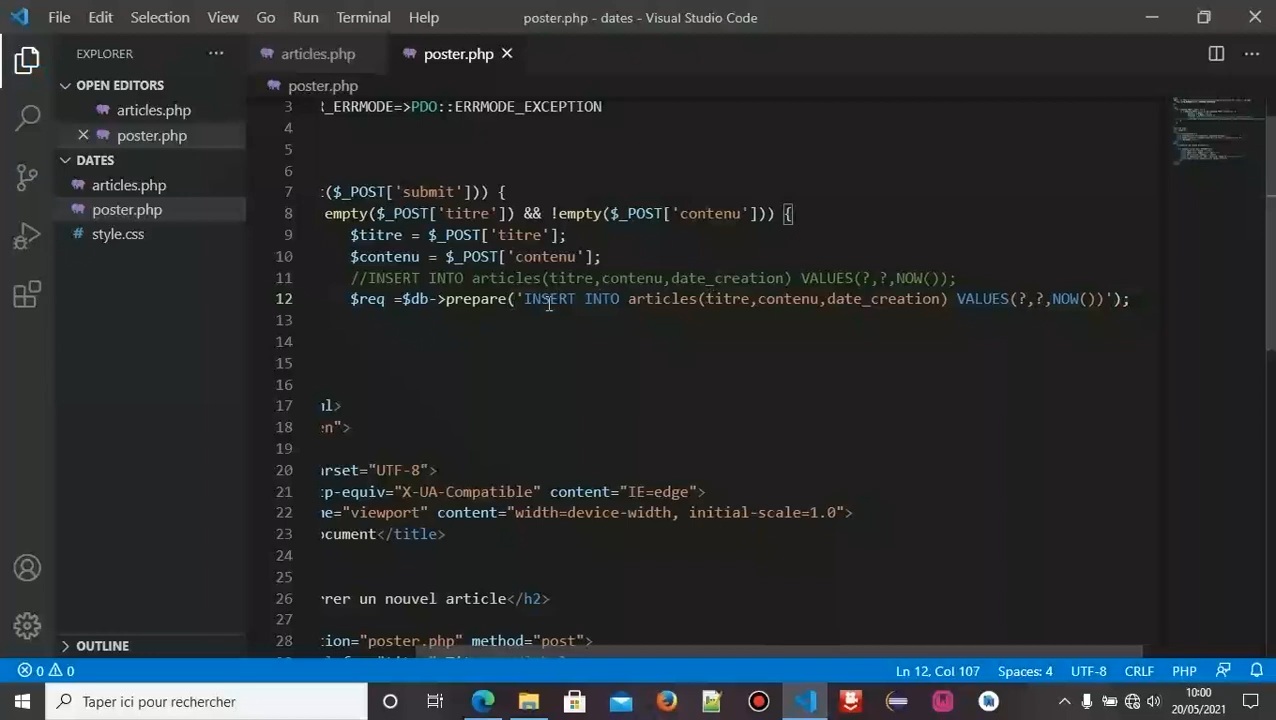 File Edit Selection View Go Run Terminal Help poster.php - dates - Visual Studio Code
EXPLORER
OPEN EDITORS
articles.php
poster.php
DATES
articles.php
poster.php
style.css
OUTLINE
articles.php poster.php
poster.php
3 R_ERRMODE=>PDO::ERRMODE_EXCEPTION
4
5
6
7 t($_POST['submit'])) {
8 empty($_POST['titre']) && !empty($_POST['contenu'])) {
9 $titre = $_POST['titre'];
10 $contenu = $_POST['contenu'];
11 //INSERT INTO articles(titre,contenu,date_creation) VALUES(?,?,NOW());
12 $req =$db->prepare('INSERT INTO articles(titre,contenu,date_creation) VALUES(?,?,NOW())');
13
14
15
16
17 ml>
18 en">
19
20 arset="UTF-8">
21 tp-equiv="X-UA-Compatible" content="IE=edge">
22 me="viewport" content="width=device-width, initial-scale=1.0">
23 ocument</title>
24
25
26 rrer un nouvel article</h2>
27
28 tion="poster.php" method="post">
0 0
Ln 12, Col 107 Spaces: 4 UTF-8 CRLF PHP
Taper ici pour rechercher
10:00
20/05/2021